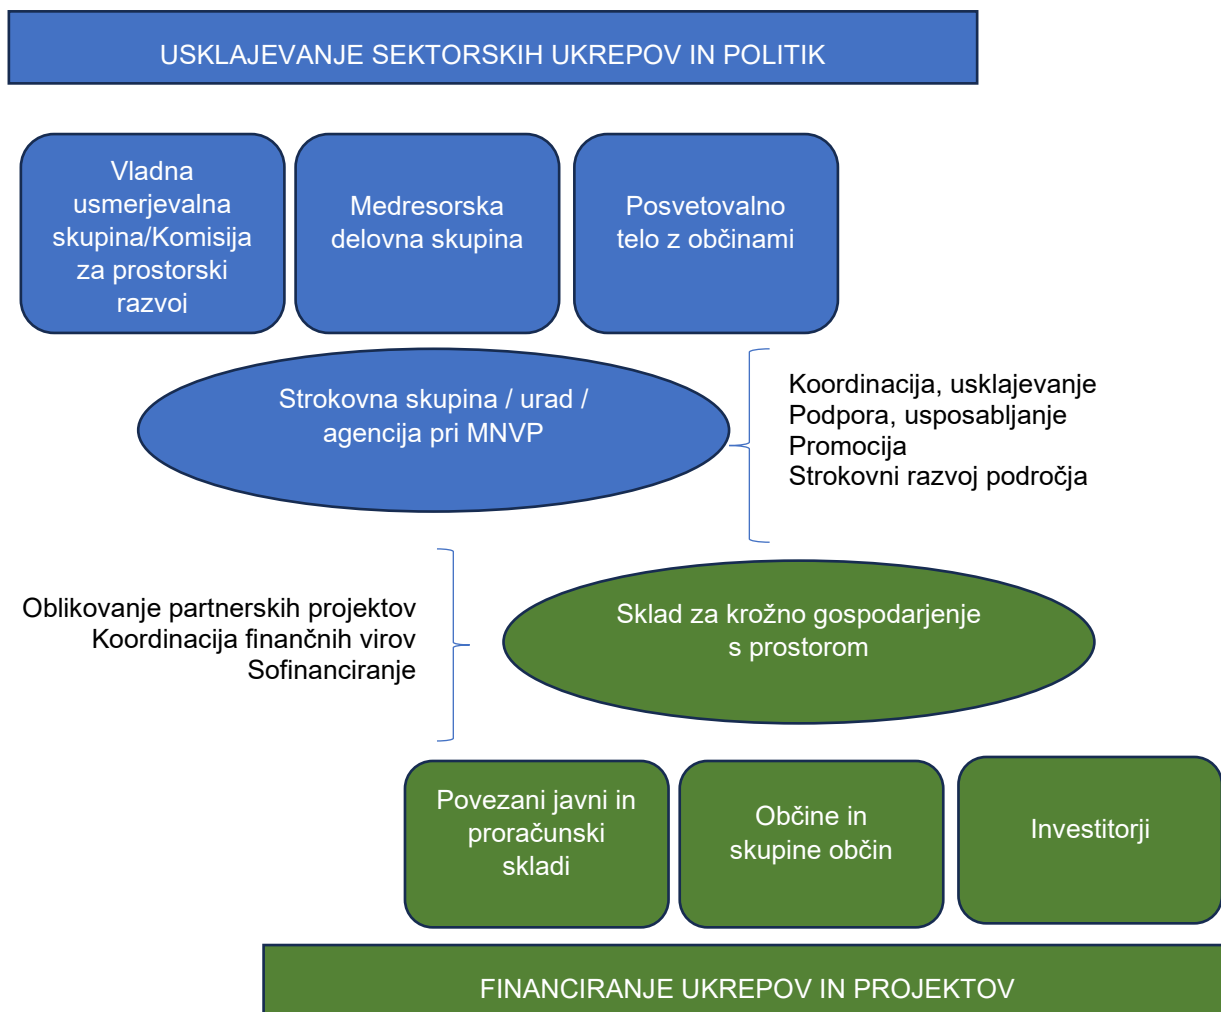 USKLAJEVANJE SEKTORSKIH UKREPOV IN POLITIK
Vladna
usmerjevalna
skupina/Komisija
za prostorski
razvoj
Medresorska
delovna skupina
Posvetovalno
telo z občinami
Strokovna skupina / urad /
agencija pri MNVP
Koordinacija, usklajevanje
Podpora, usposabljanje
Promocija
Strokovni razvoj področja
Oblikovanje partnerskih projektov
Koordinacija finančnih virov
Sofinanciranje
Sklad za krožno gospodarjenje
s prostorom
Povezani javni in
proračunski
skladi
Občine in
skupine občin
Investitorji
FINANCIRANJE UKREPOV IN PROJEKTOV